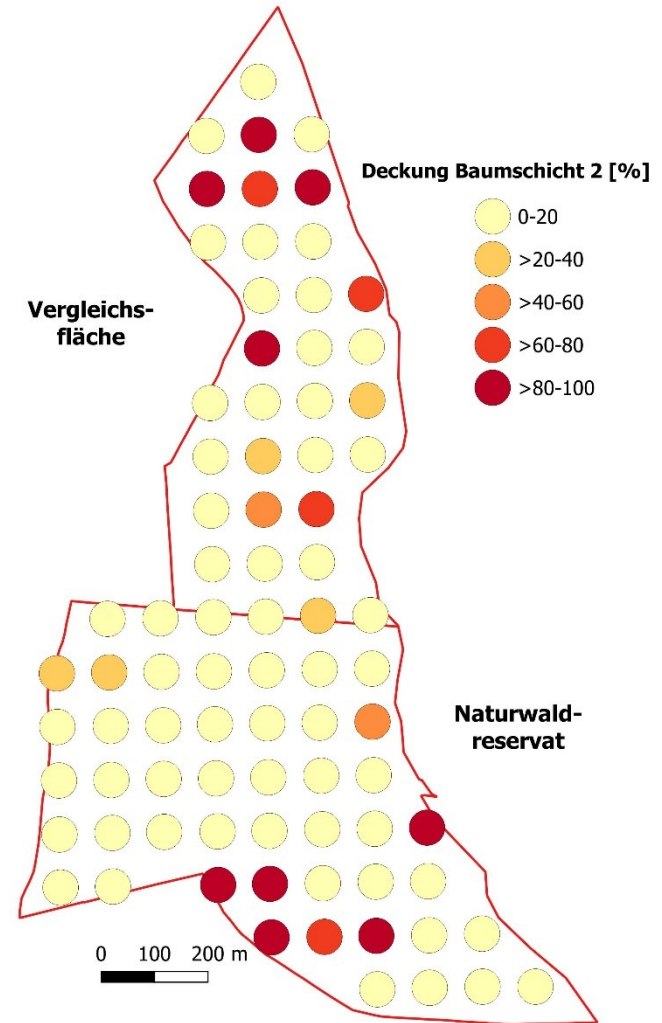 Deckung Baumschicht 2 [%]
0-20
>20-40
>40-60
>60-80
>80-100
Vergleichs-
fläche
Naturwald-
reservat
0 100 200 m